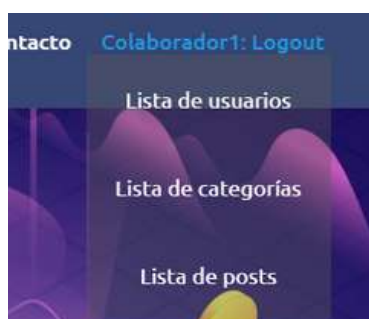 ntacto Colaborador1: Logout
Lista de usuarios
Lista de categorías
Lista de posts